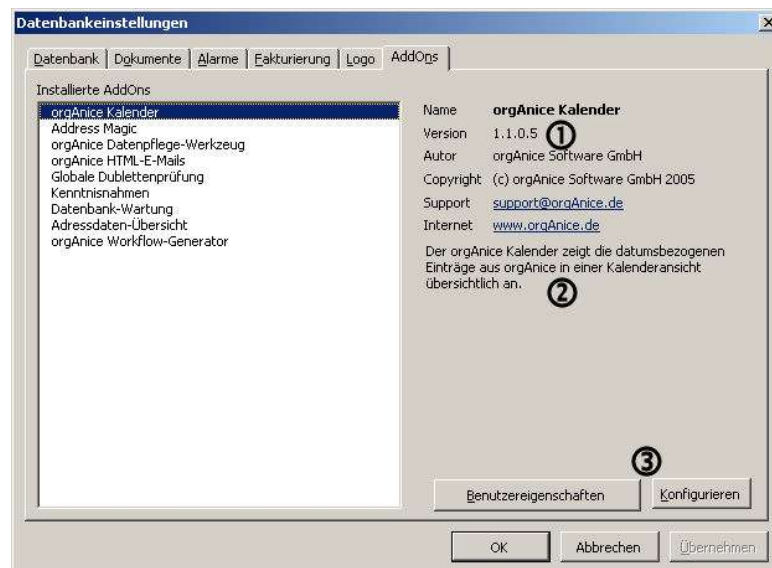 Datenbankeinstellungen
Datenbank Dokumente Alarme Fakturierung Logo AddOns
Installierte AddOns
orgAnice Kalender
Address Magic
orgAnice Datenpflege-Werkzeug
orgAnice HTML-E-Mails
Globale Dublettenprüfung
Kenntnisnahmen
Datenbank-Wartung
Adressdaten-Übersicht
orgAnice Workflow-Generator
Name orgAnice Kalender
Version 1.1.0.5 ①
Autor orgAnice Software GmbH
Copyright (c) orgAnice Software GmbH 2005
Support support@orgAnice.de
Internet www.orgAnice.de
Der orgAnice Kalender zeigt die datumsbezogenen
Einträge aus orgAnice in einer Kalenderansicht
übersichtlich an.
②
③
Benutzereigenschaften Konfigurieren
OK Abbrechen Übernehmen